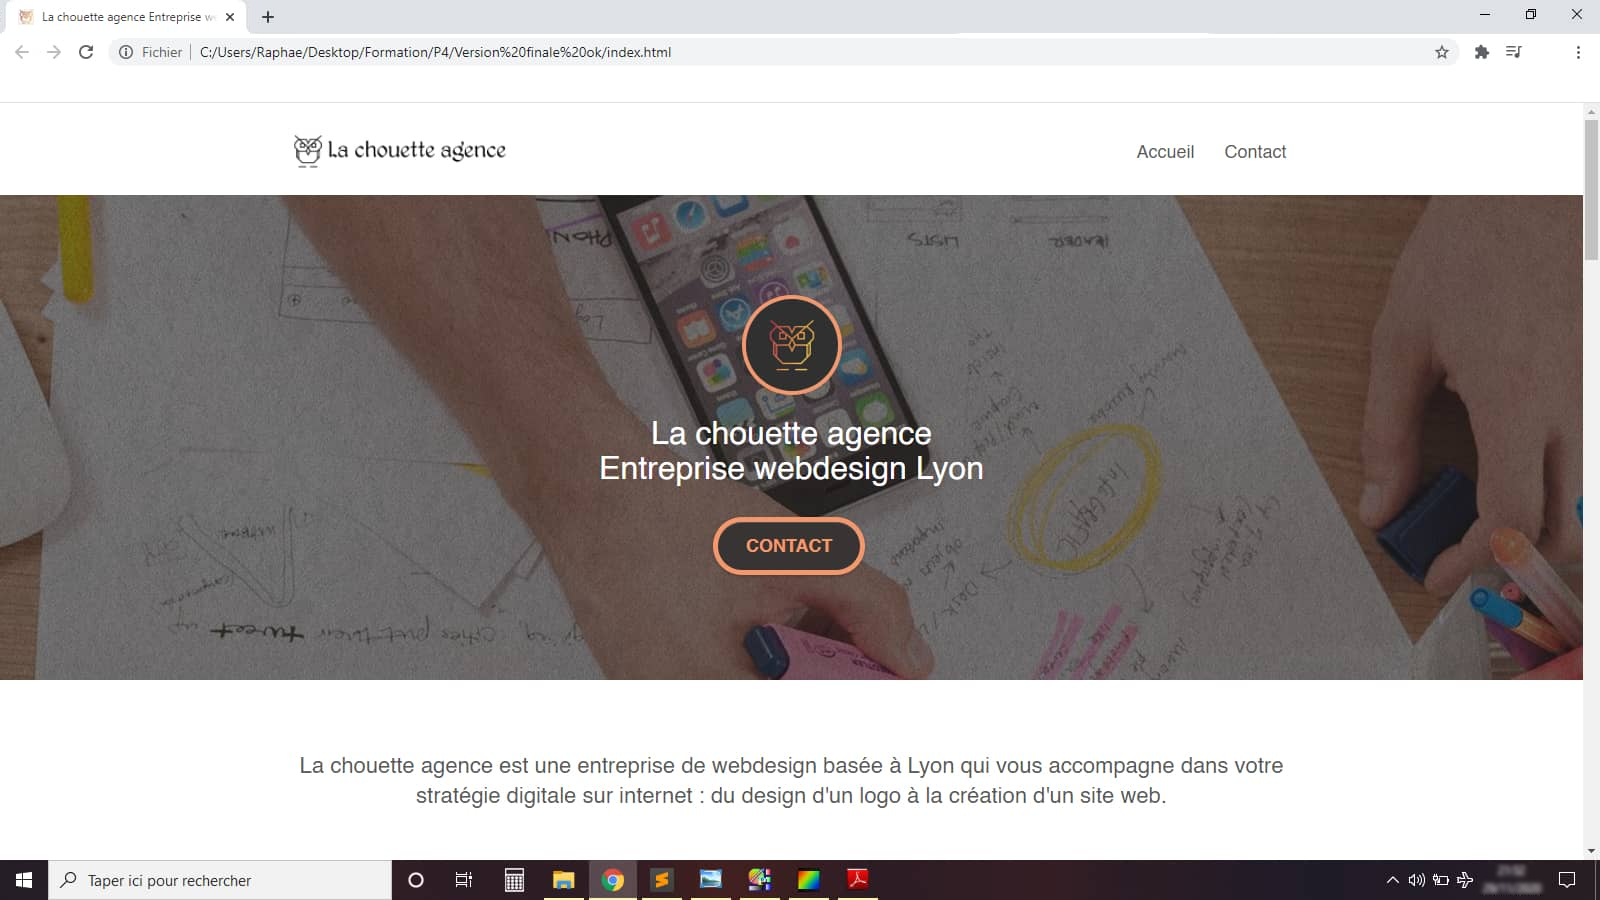 La chouette agence Entreprise w
Fichier
C:/Users/Raphae/Desktop/Formation/P4/Version%20finale%20ok/index.html
La chouette agence
Accueil
Contact
PHON
LISTS
HEADER
La chouette agence
Entreprise webdesign Lyon
CONTACT
La chouette agence est une entreprise de webdesign basée à Lyon qui vous accompagne dans votre
stratégie digitale sur internet : du design d'un logo à la création d'un site web.
Taper ici pour rechercher